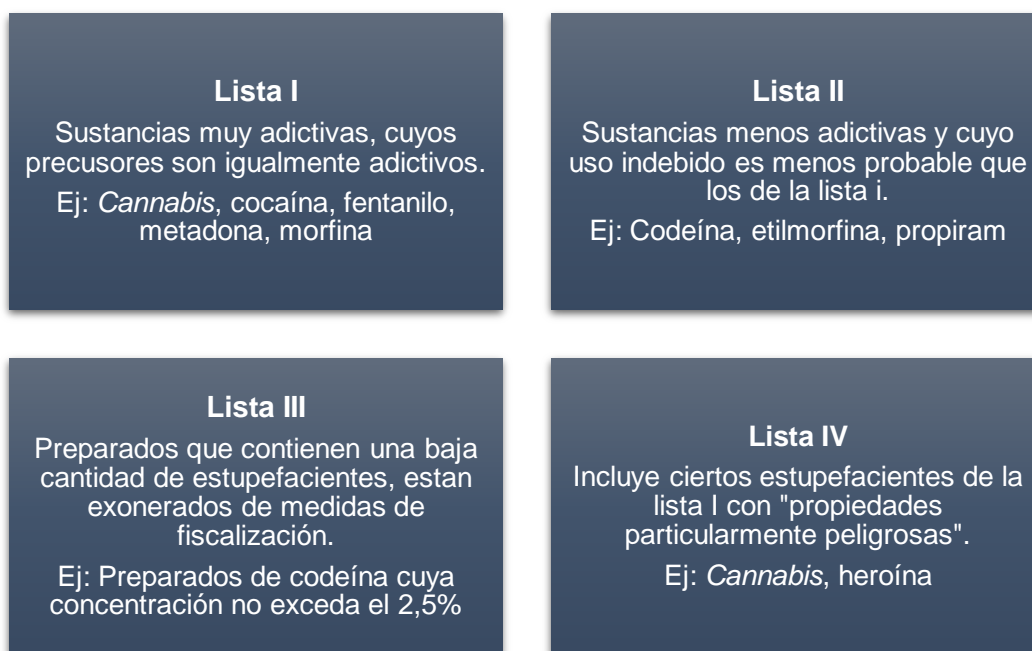 Lista I
Sustancias muy adictivas, cuyos
precusores son igualmente adictivos.
Ej: Cannabis, cocaína, fentanilo,
metadona, morfina
Lista II
Sustancias menos adictivas y cuyo
uso indebido es menos probable que
los de la lista i.
Ej: Codeína, etilmorfina, propiram
Lista III
Preparados que contienen una baja
cantidad de estupefacientes, estan
exonerados de medidas de
fiscalización.
Ej: Preparados de codeína cuya
concentración no exceda el 2,5%
Lista IV
Incluye ciertos estupefacientes de la
lista I con "propiedades
particularmente peligrosas".
Ej: Cannabis, heroína